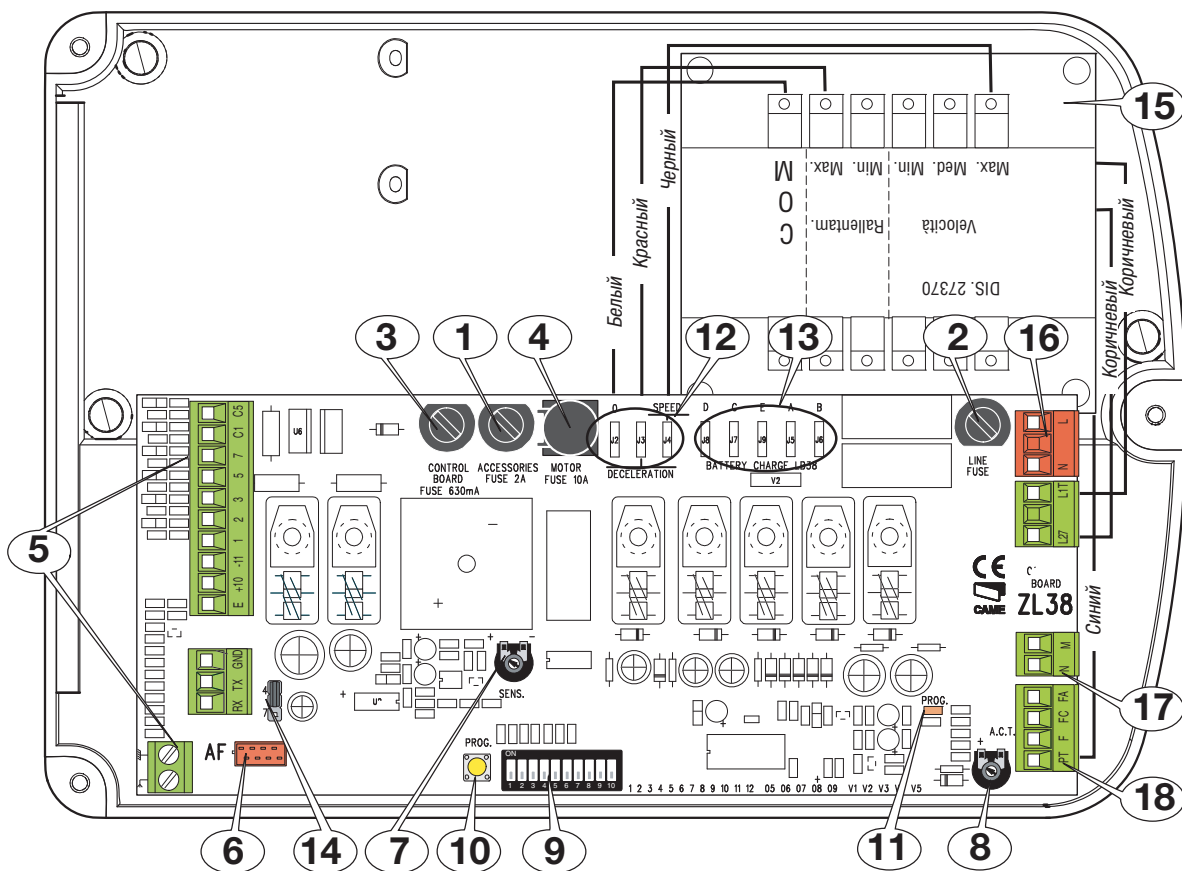 15
Белый
Красный
Черный
COM
Max.
Min.
Rallentam.
Min.
Med.
Max.
Velocità
DIS. 27370
Коричневый
Коричневый
3
1
4
12
13
2
16
O
SPEED
D
C
E
A
B
J2
J3
J4
J8
J7
J9
J5
J6
DECELERATION
BATTERY CHARGE LB38
V2
CONTROL
BOARD
FUSE 630mA
ACCESSORIES
FUSE 2A
MOTOR
FUSE 10A
LINE
FUSE
U6
C5
C1
7
5
3
2
1
-11
+10
E
L
N
L1T
L27
5
CE
CAME
BOARD
ZL38
Синий
GND
TX
RX
4
7
SENS.
M
N
17
FA
FC
F
PT
PROG.
A.C.T.
AF
PROG.
ON
1 2 3 4 5 6 7 8 9 10
1 2 3 4 5 6 7 8 9 10 11 12 05 06 07 08 09 V1 V2 V3 V5
18
6
14
7
10
9
11
8